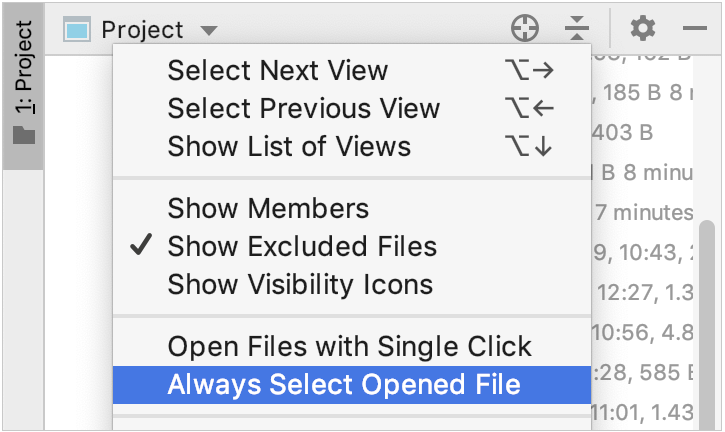 1: Project
Project
Select Next View ⌥→
Select Previous View ⌥←
Show List of Views ⌥↓
Show Members
Show Excluded Files
Show Visibility Icons
Open Files with Single Click
Always Select Opened File
, 185 B 8
403 B
B 8 minu
7 minutes
9, 10:43,
12:27, 1.3
10:56, 4.8
:28, 585
11:01, 1.43